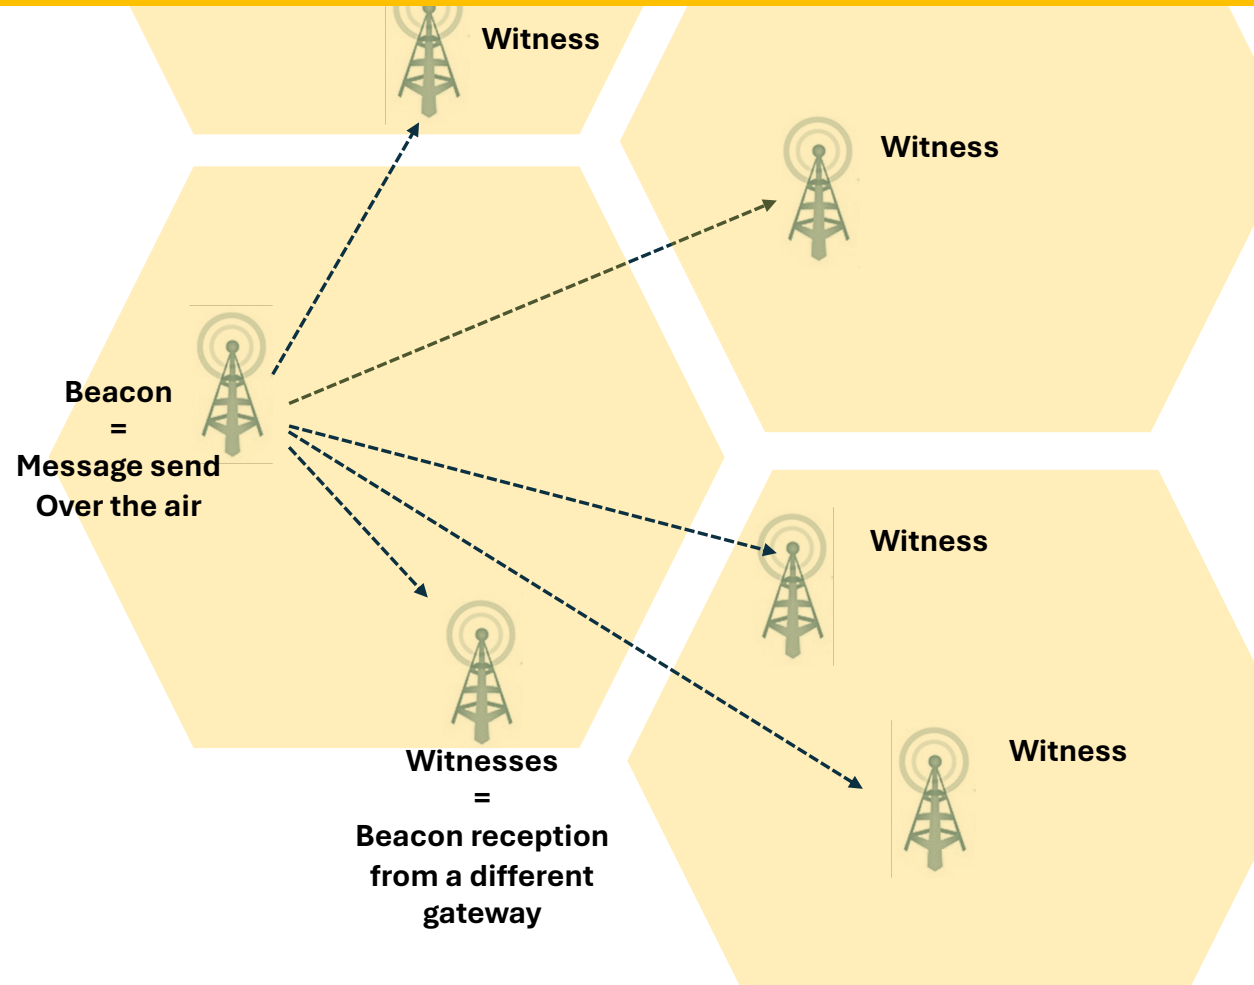 Witness
Witness
Beacon
=
Message send
Over the air
Witness
Witness
Witnesses
=
Beacon reception
from a different
gateway